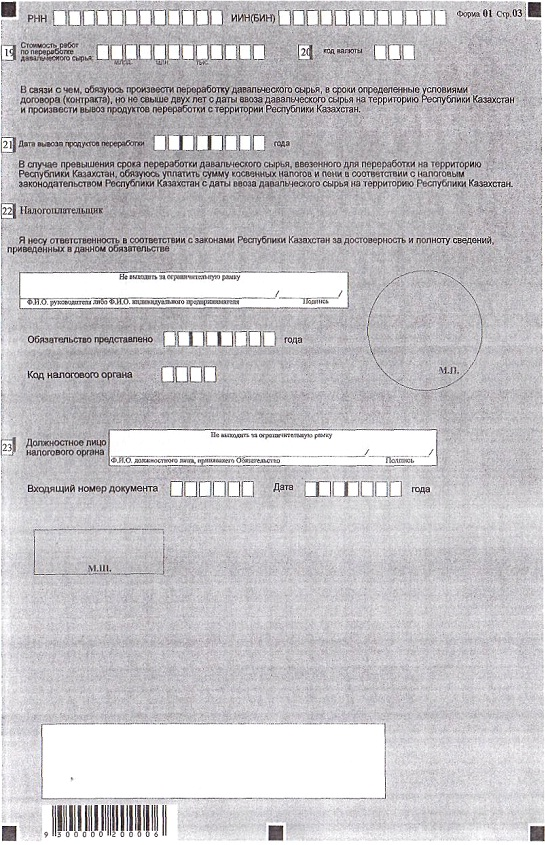 РНН ИИН(БИН) Форма 01 Стр.03
19 Стоимость работ
по переработке
давальческого сырья:
млрд. млн. тыс.
20 код валюты
В связи с чем, обязуюсь произвести переработку давальческого сырья, в сроки определенные условиями
договора (контракта), но не свыше двух лет с даты ввоза давальческого сырья на территорию Республики Казахстан
и произвести вывоз продуктов переработки с территории Республики Казахстан.
21 Дата вывоза продуктов переработки года
В случае превышения срока переработки давальческого сырья, ввезенного для переработки на территорию
Республики Казахстан, обязуюсь уплатить сумму косвенных налогов и пени в соответствии с налоговым
законодательством Республики Казахстан с даты ввоза давальческого сырья на территорию Республики Казахстан.
22 Налогоплательщик
Я несу ответственность в соответствии с законами Республики Казахстан за достоверность и полноту сведений,
приведенных в данном обязательстве
Не выходить за ограничительную рамку
/ /
Ф.И.О. руководителя либо Ф.И.О. индивидуального предпринимателя Подпись
Обязательство представлено года
Код налогового органа
М.П.
23 Должностное лицо
налогового органа
Не выходить за ограничительную рамку
/ /
Ф.И.О. должностного лица, принявшего Обязательство Подпись
Входящий номер документа Дата года
М.Ш.
9 300000 200006